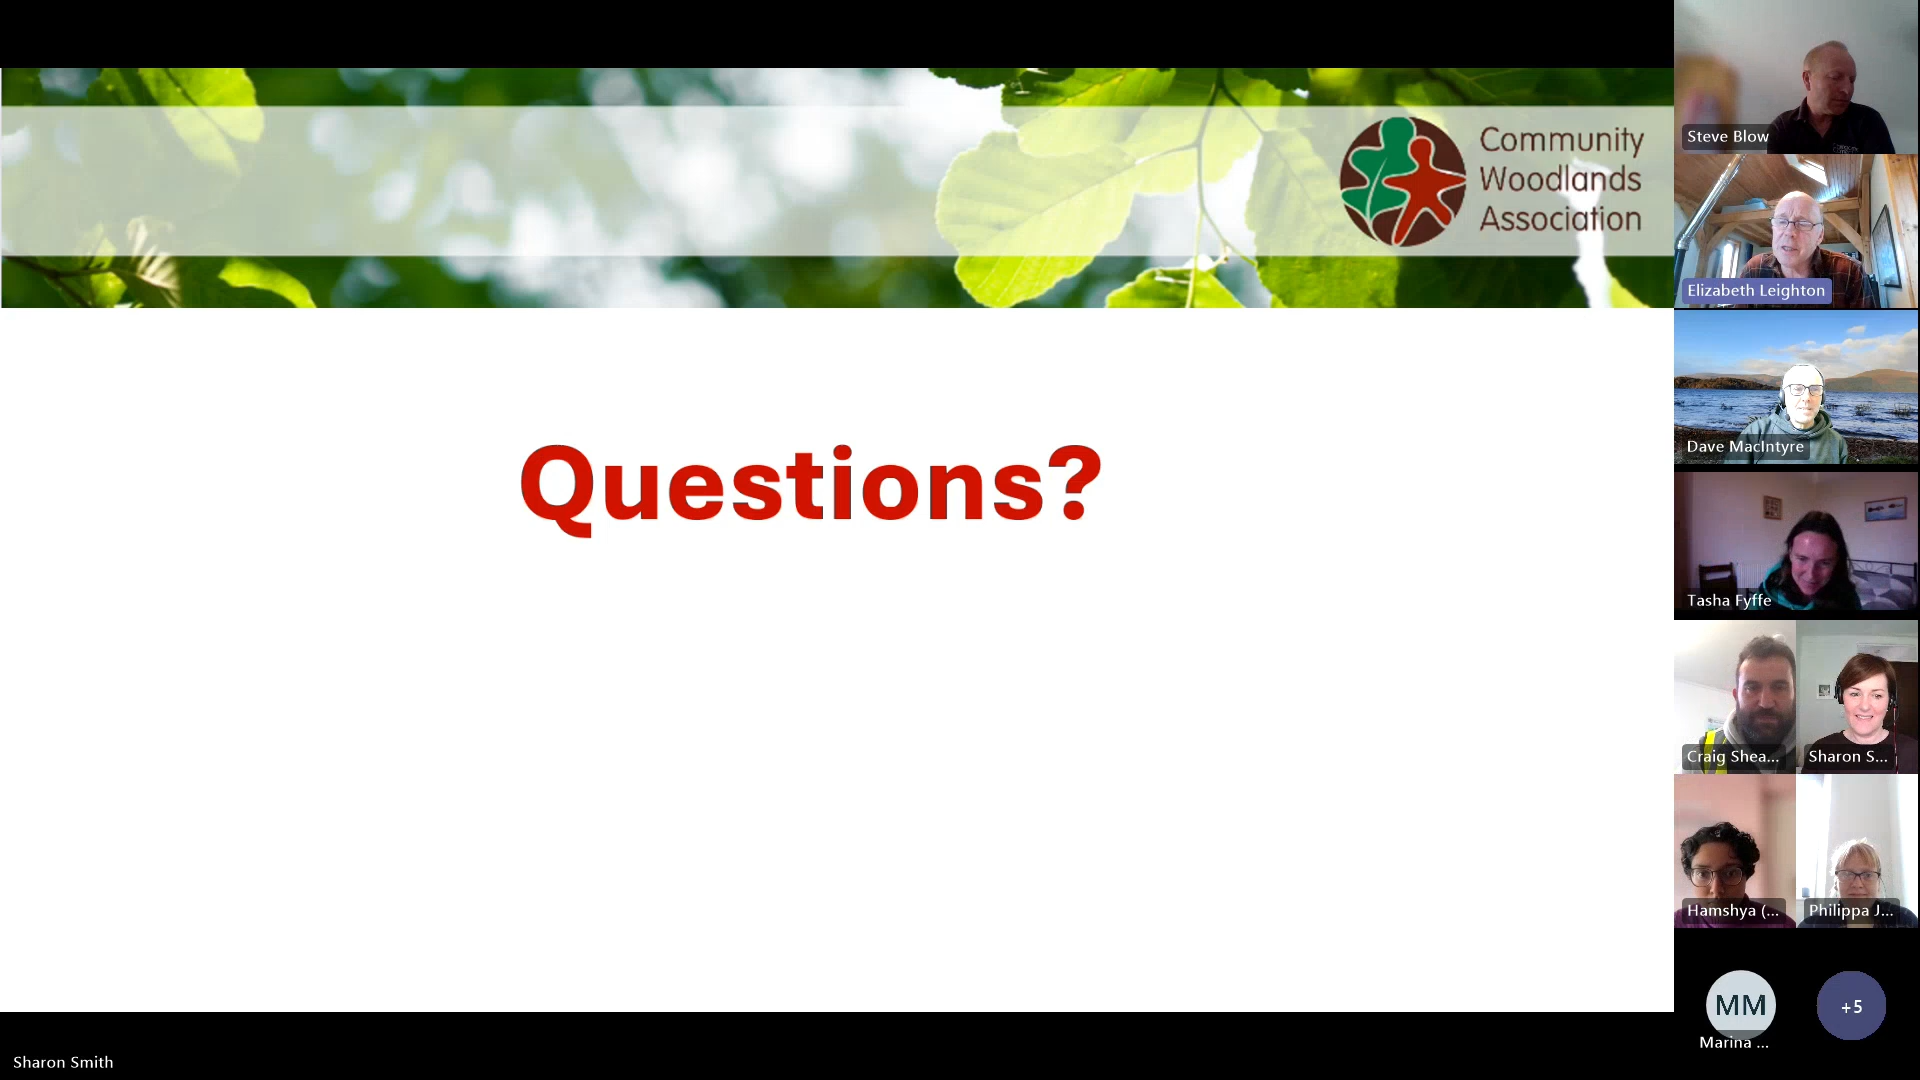 Community
Woodlands
Association
Questions?
Sharon Smith
Steve Blow
Elizabeth Leighton
Dave MacIntyre
Tasha Fyffe
Craig Shea...
Sharon S...
Hamshya (...
Philippa J...
MM
Marina ...
+5